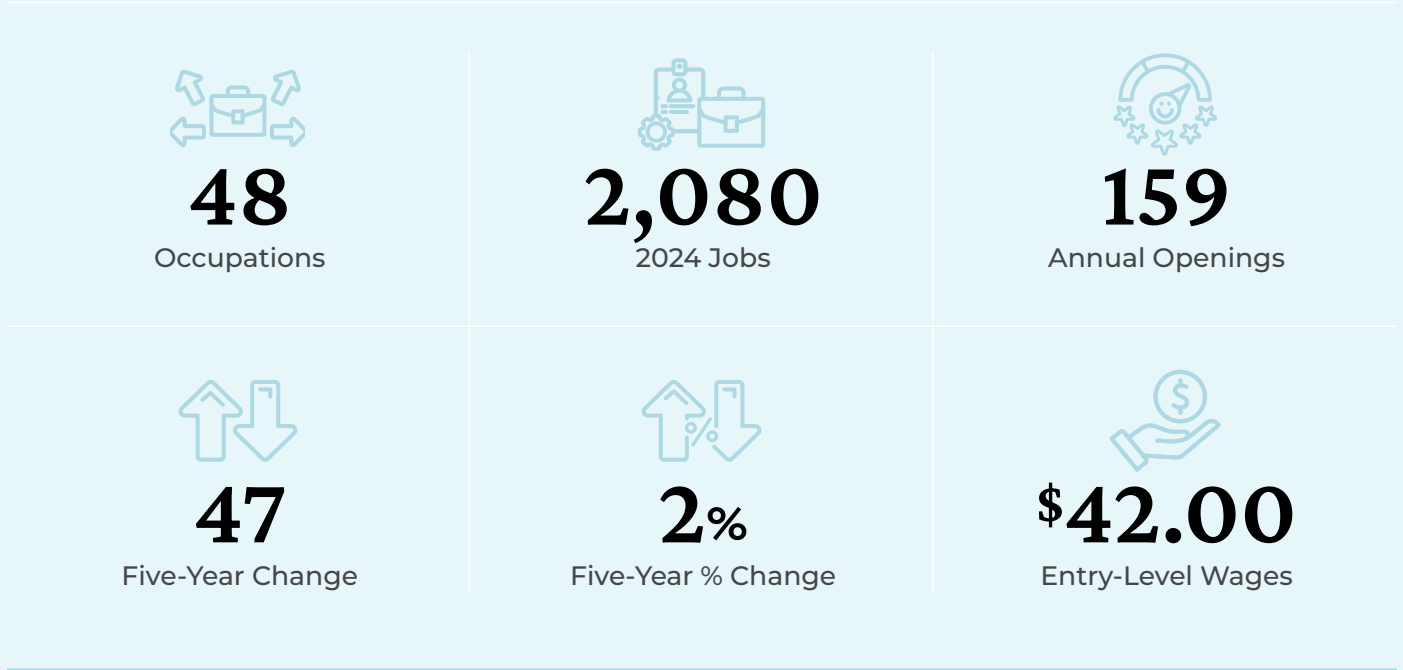 48
Occupations
2,080
2024 Jobs
159
Annual Openings
47
Five-Year Change
2%
Five-Year % Change
$42.00
Entry-Level Wages